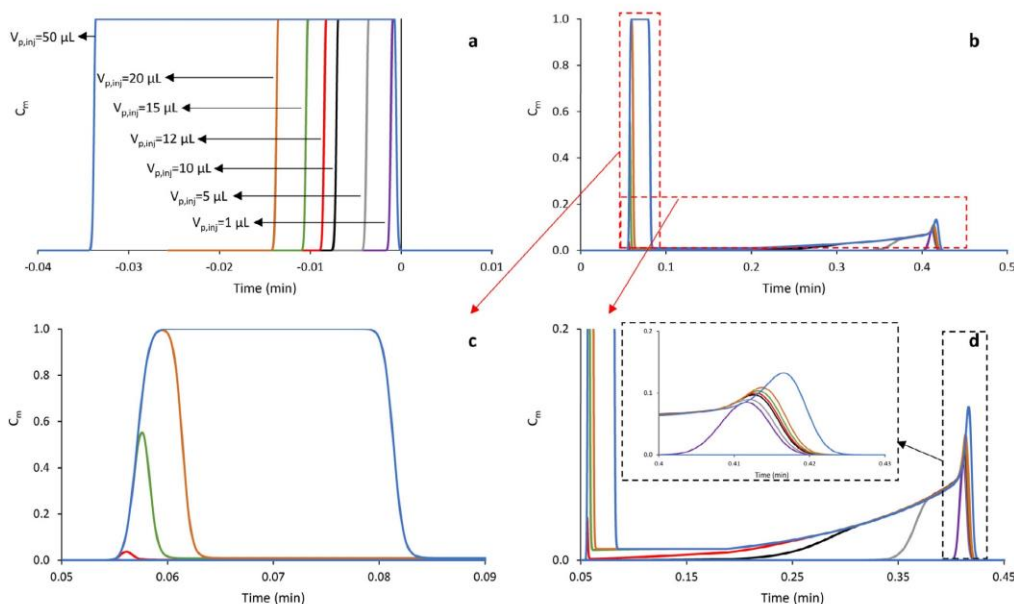 a
V_p,inj=50 µL
V_p,inj=20 µL
V_p,inj=15 µL
V_p,inj=12 µL
V_p,inj=10 µL
V_p,inj=5 µL
V_p,inj=1 µL
C_m
-0.04 -0.03 -0.02 -0.01 0 0.01
Time (min)
b
1.0
0.8
0.6
0.4
0.2
0.0
C_m
0 0.1 0.2 0.3 0.4 0.5
Time (min)
c
1.0
0.8
0.6
0.4
0.2
0.0
C_m
0.05 0.06 0.07 0.08 0.09
Time (min)
d
0.2
0.1
0.0
C_m
0.05 0.15 0.25 0.35 0.45
Time (min)
0.2
0.1
0.0
C_m
0.4 0.41 0.42 0.43
Time (min)